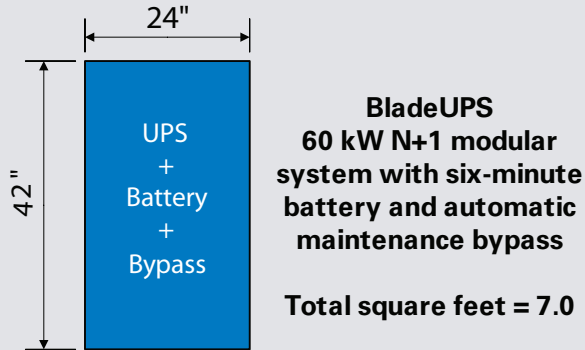 24"
42"
UPS
+
Battery
+
Bypass
BladeUPS
60 kW N+1 modular
system with six-minute
battery and automatic
maintenance bypass
Total square feet = 7.0